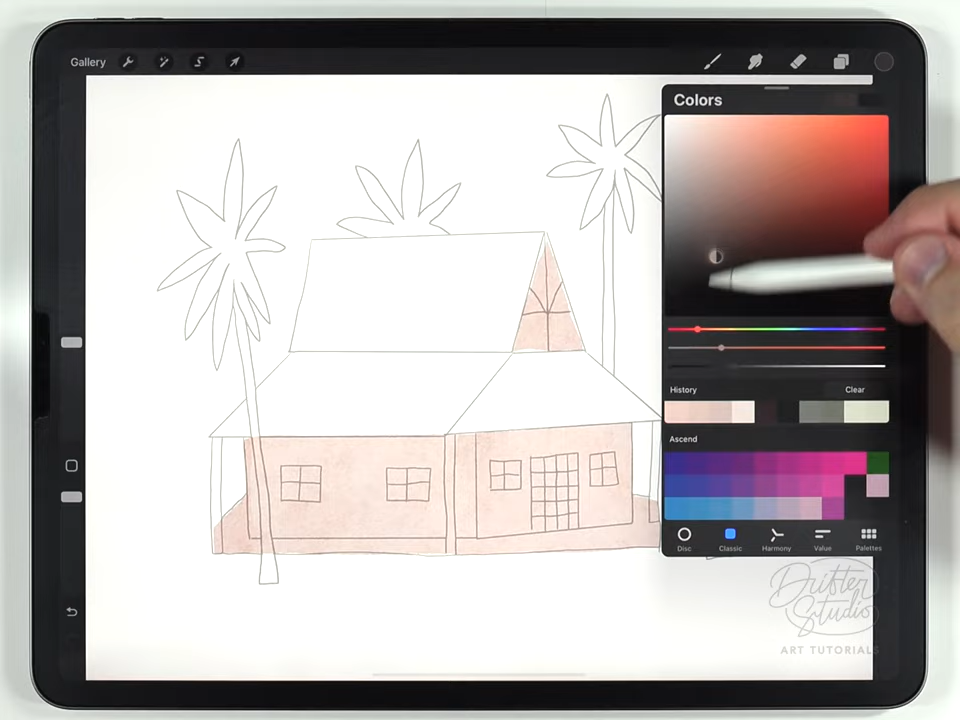 Gallery
Colors
History
Clear
Ascend
Disc
Classic
Harmony
Value
Palettes
Drifter
Studio
ART TUTORIALS